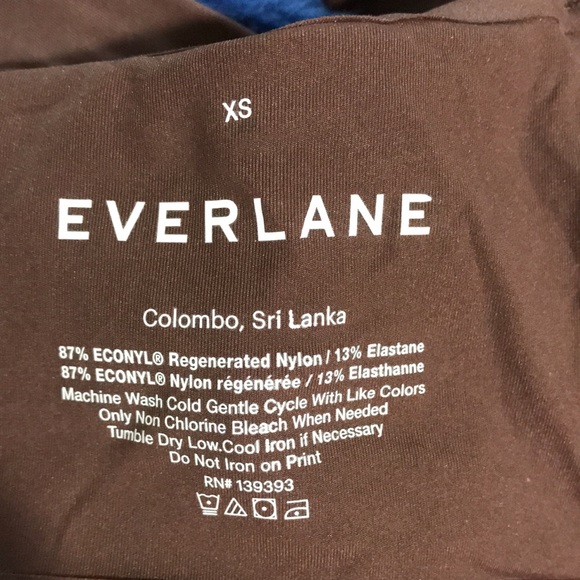 XS
EVERLANE
Colombo, Sri Lanka
87% ECONYL® Regenerated Nylon / 13% Elastane
87% ECONYL® Nylon régénérée / 13% Elasthanne
Machine Wash Cold Gentle Cycle With Like Colors
Only Non Chlorine Bleach When Needed
Tumble Dry Low.Cool Iron if Necessary
Do Not Iron on Print
RN# 139393